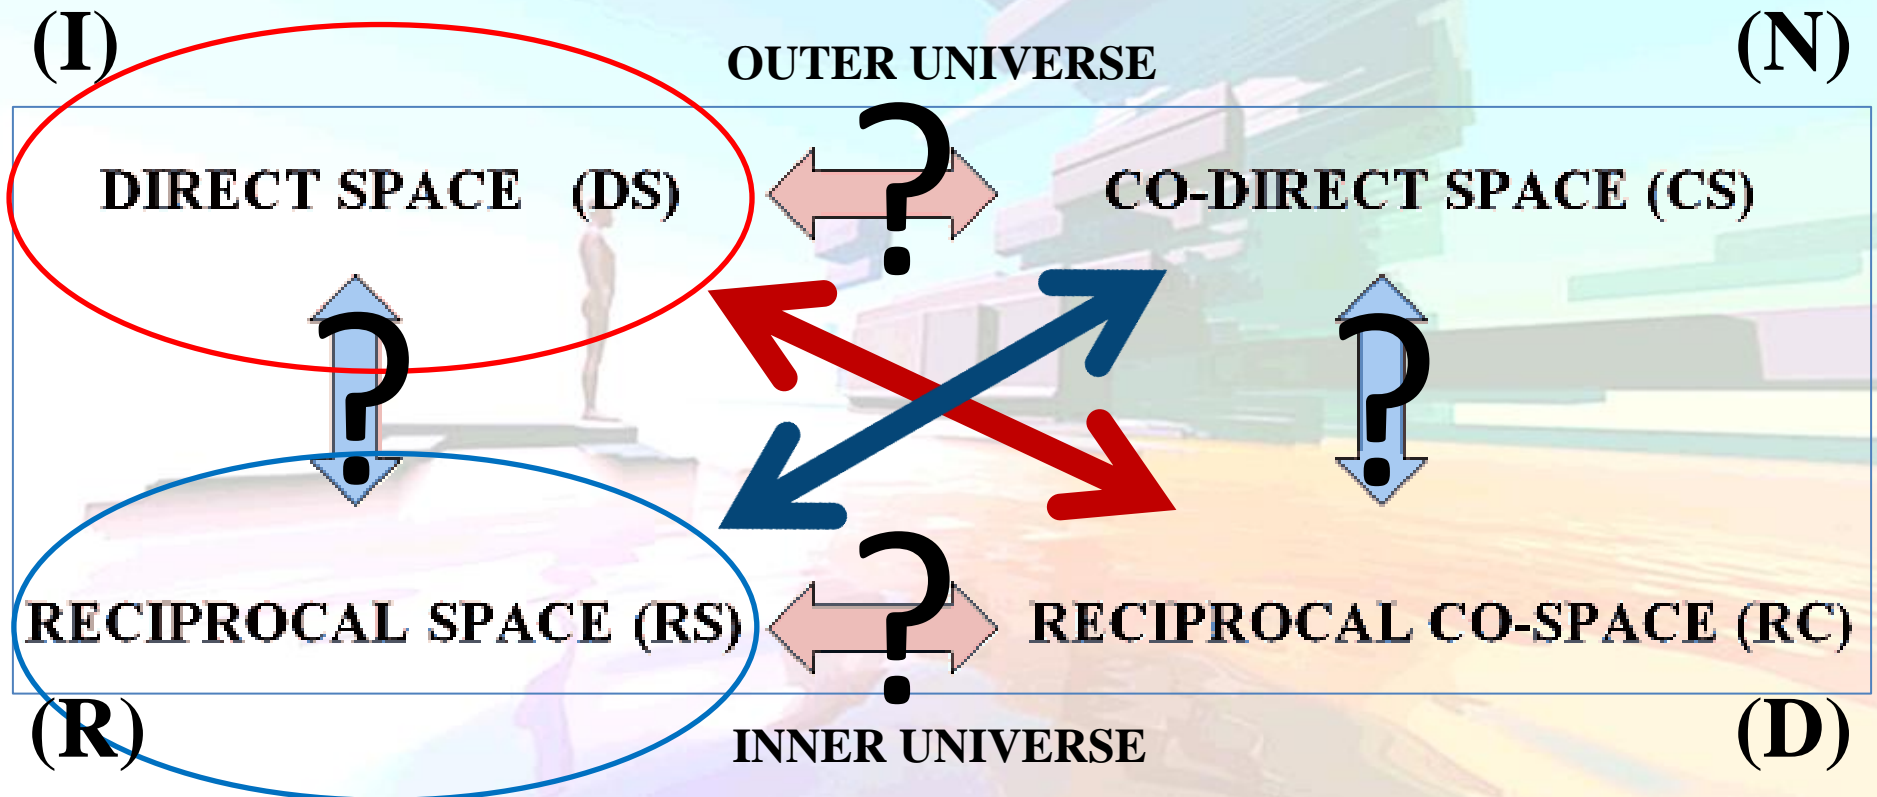 (I)
(N)
OUTER UNIVERSE
?
DIRECT SPACE (DS)
CO-DIRECT SPACE (CS)
?
?
?
RECIPROCAL SPACE (RS)
RECIPROCAL CO-SPACE (RC)
(R)
(D)
INNER UNIVERSE